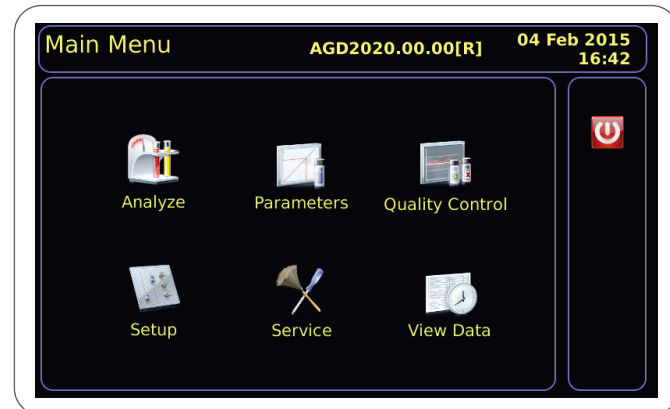 Main Menu
AGD2020.00.00[R]
04 Feb 2015
16:42
Analyze
Parameters
Quality Control
Setup
Service
View Data